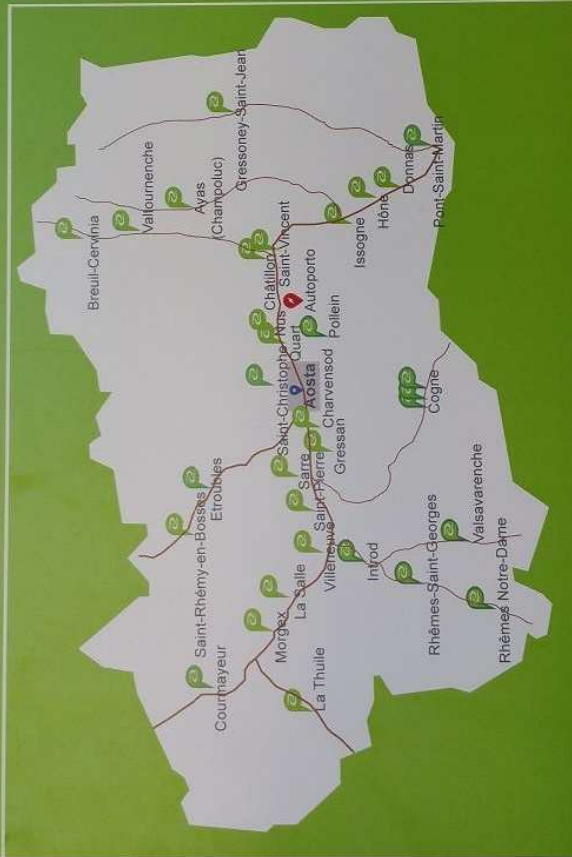 Breuil-Cervinia
Vallournenche
Ayas
(Champoluc)
Gressoney-Saint-Jean
Saint-Rhémy-en-Bosses
Etroubles
Saint-Christophe
Nus
Quart
Châtillon
Saint-Vincent
Autoporto
Pollein
Issogne
Hône
Donnas
Pont-Saint-Martin
Courmayeur
Morgex
La Salle
La Thuile
Villeneuve
Saint-Pierre
Sarre
Aosta
Charvensod
Gressan
Cogne
Introd
Rhêmes-Saint-Georges
Valsavarenche
Rhêmes Notre-Dame